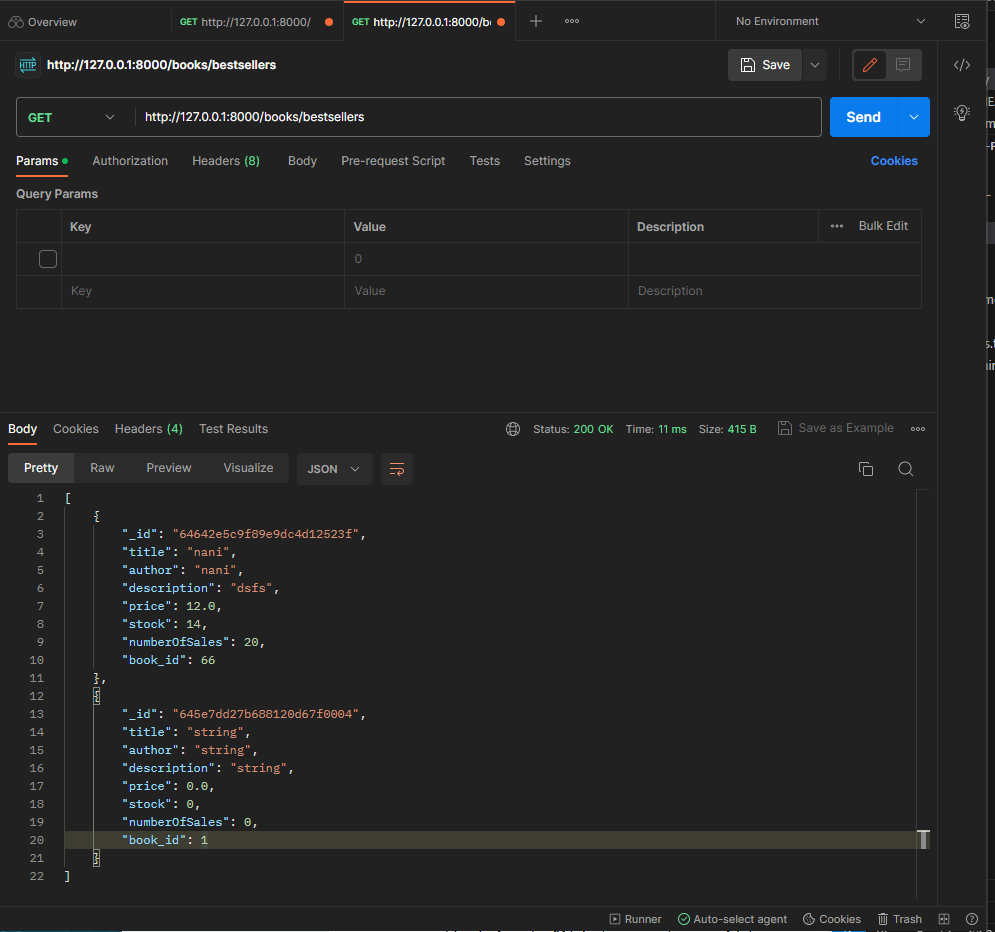 Overview GET http://127.0.0.1:8000/ GET http://127.0.0.1:8000/b No Environment
HTTP http://127.0.0.1:8000/books/bestsellers Save
GET http://127.0.0.1:8000/books/bestsellers Send
Params Authorization Headers (8) Body Pre-request Script Tests Settings Cookies
Query Params
Key Value Description Bulk Edit
0
Key Value Description
Body Cookies Headers (4) Test Results Status: 200 OK Time: 11 ms Size: 415 B Save as Example
Pretty Raw Preview Visualize JSON
1 [
2 {
3 "_id": "64642e5c9f89e9dc4d12523f",
4 "title": "nani",
5 "author": "nani",
6 "description": "dsfs",
7 "price": 12.0,
8 "stock": 14,
9 "numberOfSales": 20,
10 "book_id": 66
11 },
12 {
13 "_id": "645e7dd27b688120d67f0004",
14 "title": "string",
15 "author": "string",
16 "description": "string",
17 "price": 0.0,
18 "stock": 0,
19 "numberOfSales": 0,
20 "book_id": 1
21 }
22 ]
Runner Auto-select agent Cookies Trash